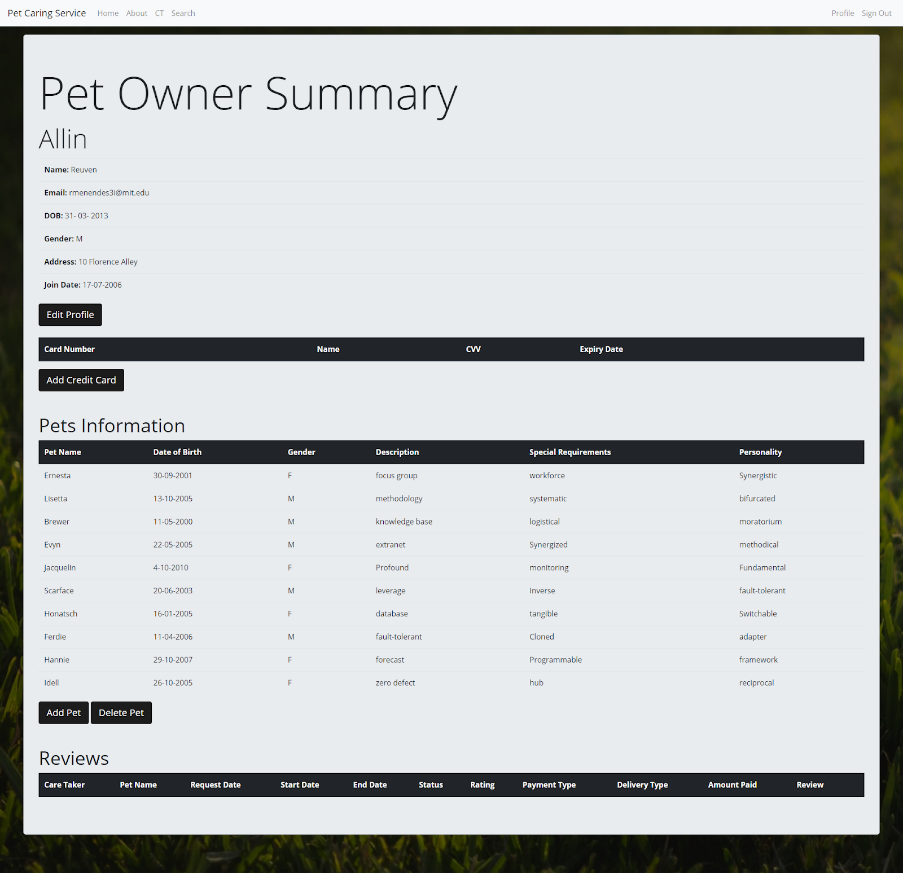 Pet Caring Service Home About CT Search Profile Sign Out
Pet Owner Summary
Allin
Name: Reuven
Email: rmenendes3i@mit.edu
DOB: 31- 03- 2013
Gender: M
Address: 10 Florence Alley
Join Date: 17-07-2006
Edit Profile
Card Number Name CVV Expiry Date
Add Credit Card
Pets Information
Pet Name Date of Birth Gender Description Special Requirements Personality
Ernesta 30-09-2001 F focus group workforce Synergistic
Lisetta 13-10-2005 M methodology systematic bifurcated
Brewer 11-05-2000 M knowledge base logistical moratorium
Evyn 22-05-2005 M extranet Synergized methodical
Jacquelin 4-10-2010 F Profound monitoring Fundamental
Scarface 20-06-2003 M leverage Inverse fault-tolerant
Honatsch 16-01-2005 F database tangible Switchable
Ferdie 11-04-2006 M fault-tolerant Cloned adapter
Hannie 29-10-2007 F forecast Programmable framework
Idell 26-10-2005 F zero defect hub reciprocal
Add Pet Delete Pet
Reviews
Care Taker Pet Name Request Date Start Date End Date Status Rating Payment Type Delivery Type Amount Paid Review